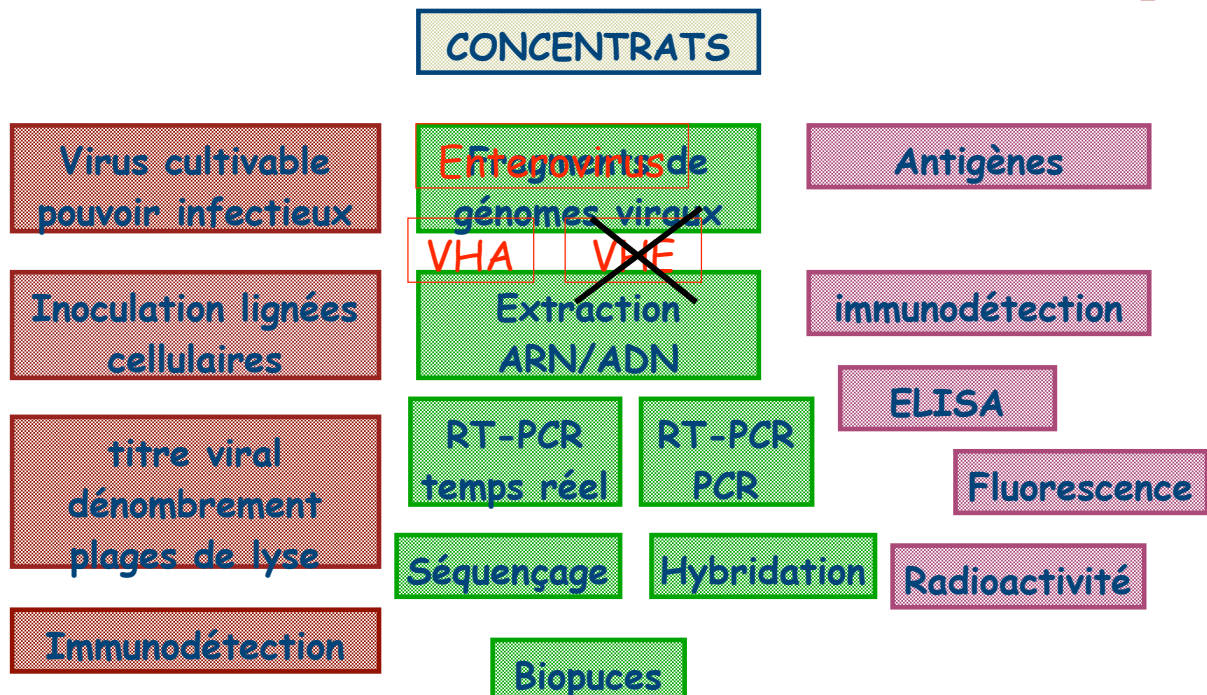 CONCENTRATS
Virus cultivable
pouvoir infectieux
Inoculation lignées
cellulaires
titre viral
dénombrement
plages de lyse
Immunodétection
Fragments de
génomes viraux
Enterovirus
VHA
VHE
Extraction
ARN/ADN
RT-PCR
temps réel
RT-PCR
PCR
Séquençage
Hybridation
Biopuces
Antigènes
immunodétection
ELISA
Fluorescence
Radioactivité